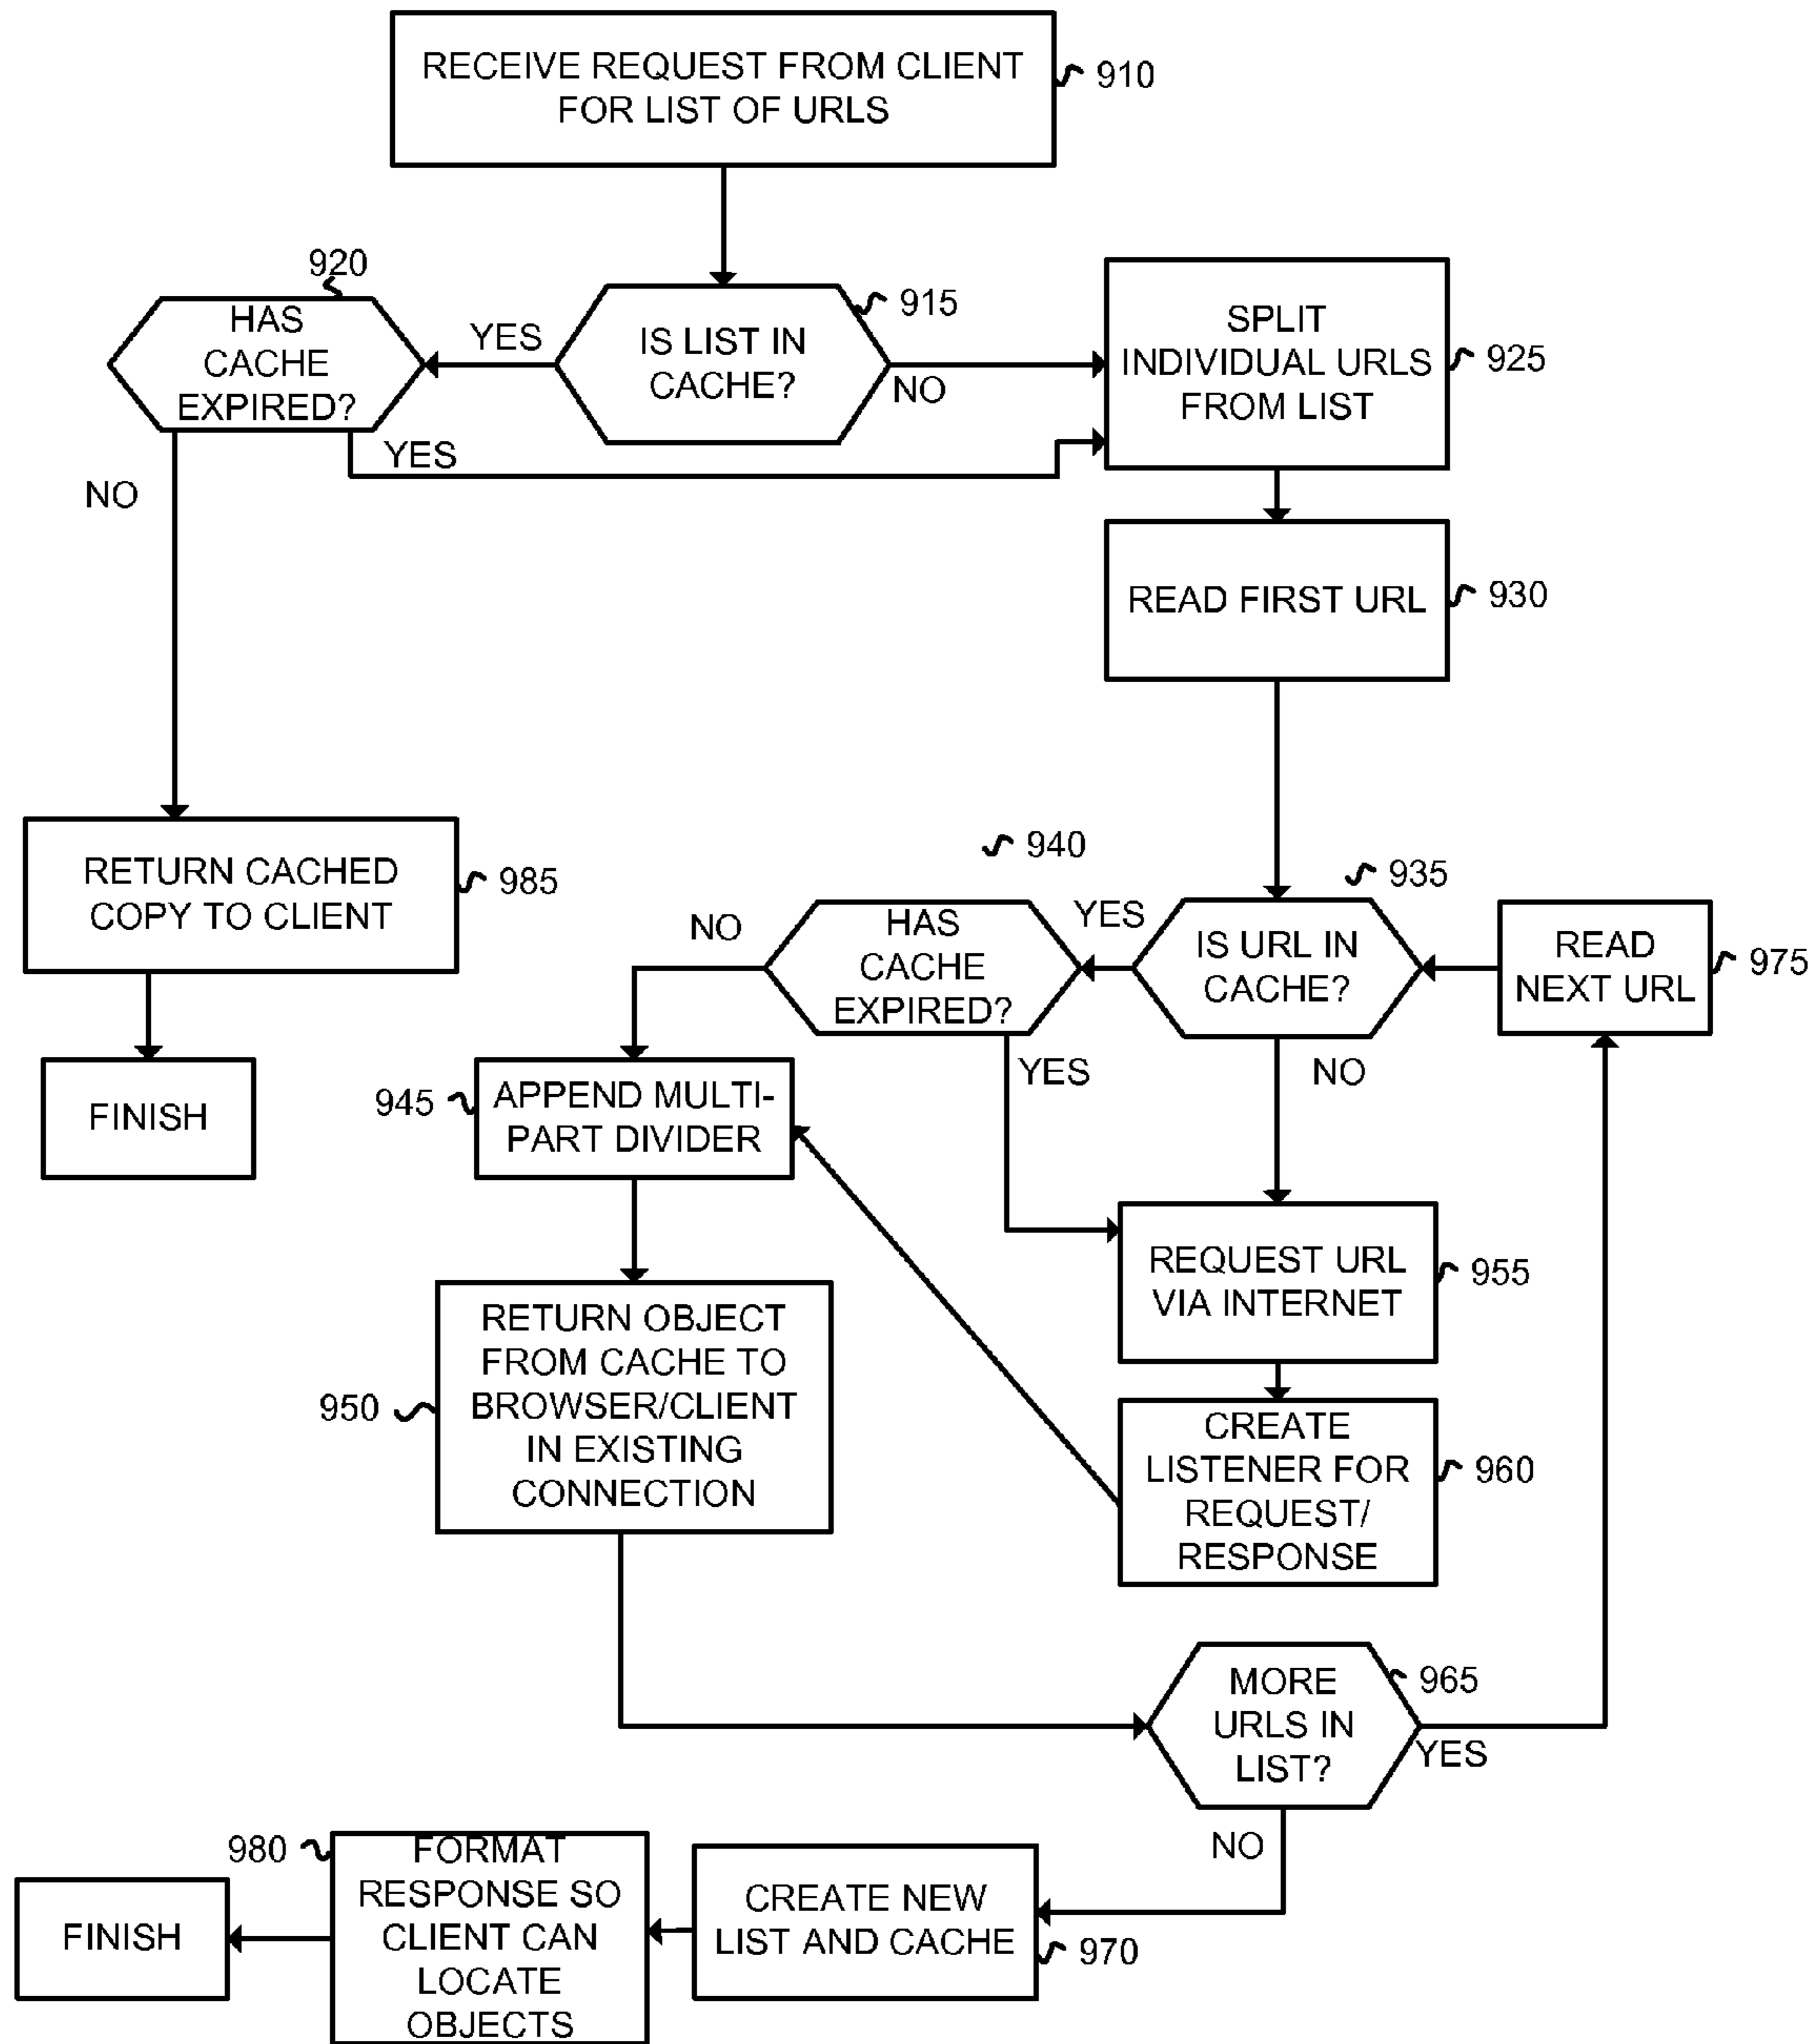 RECEIVE REQUEST FROM CLIENT
FOR LIST OF URLS
910
920
HAS
CACHE
EXPIRED?
YES
IS LIST IN
CACHE?
915
NO
SPLIT
INDIVIDUAL URLS
FROM LIST
925
YES
NO
READ FIRST URL
930
RETURN CACHED
COPY TO CLIENT
985
FINISH
940
935
NO
HAS
CACHE
EXPIRED?
YES
IS URL IN
CACHE?
READ
NEXT URL
975
YES
NO
945
APPEND MULTI-
PART DIVIDER
REQUEST URL
VIA INTERNET
955
950
RETURN OBJECT
FROM CACHE TO
BROWSER/CLIENT
IN EXISTING
CONNECTION
CREATE
LISTENER FOR
REQUEST/
RESPONSE
960
MORE
URLS IN
LIST?
965
YES
NO
980
FORMAT
RESPONSE SO
CLIENT CAN
LOCATE
OBJECTS
CREATE NEW
LIST AND CACHE
970
FINISH